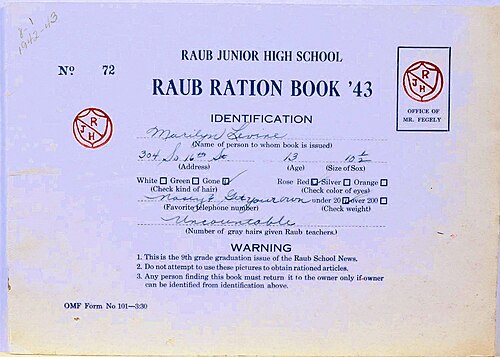 8-1
1942-43
RAUB JUNIOR HIGH SCHOOL
No. 72
RAUB RATION BOOK '43
JRH
OFFICE OF
MR. FEGELY
JRH
IDENTIFICATION
Marilyn Levine
(Name of person to whom book is issued)
304 So. 16th St. 13 10½
(Address) (Age) (Size of Sox)
White Green Gone Rose Red Silver Orange
(Check kind of hair) (Check color of eyes)
Nosey? Get your own under 20 over 200
(Favorite telephone number) (Check weight)
Uncountable
(Number of gray hairs given Raub teachers.)
WARNING
1. This is the 9th grade graduation issue of the Raub School News.
2. Do not attempt to use these pictures to obtain rationed articles.
3. Any person finding this book must return it to the owner only if-owner
can be identified from identification above.
OMF Form No 101—3:30